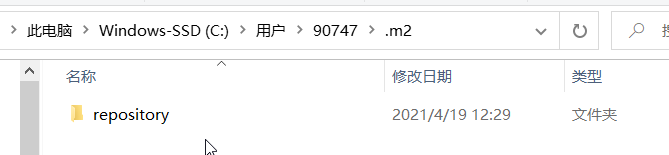 此电脑 > Windows-SSD (C:) > 用户 > 90747 > .m2
名称 修改日期 类型
repository 2021/4/19 12:29 文件夹